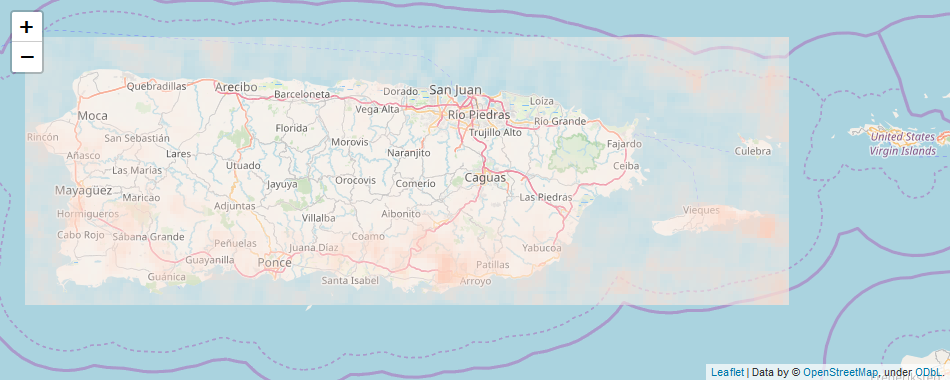 +
−
Quebradillas
Arecibo
Barceloneta
Dorado
San Juan
Loíza
Moca
Vega Alta
Río Piedras
Río Grande
Rincón
San Sebastián
Florida
Morovis
Trujillo Alto
Fajardo
United States
Virgin Islands
Añasco
Lares
Naranjito
Culebra
Las Marías
Utuado
Ceiba
Mayagüez
Maricao
Jayuya
Orocovis
Comerio
Caguas
Las Piedras
Hormigueros
Adjuntas
Villalba
Aibonito
Vieques
Cabo Rojo
Sábana Grande
Peñuelas
Juana Díaz
Coamo
Yabucoa
Guayanilla
Ponce
Patillas
Guánica
Santa Isabel
Arroyo
Leaflet | Data by © OpenStreetMap, under ODbL.